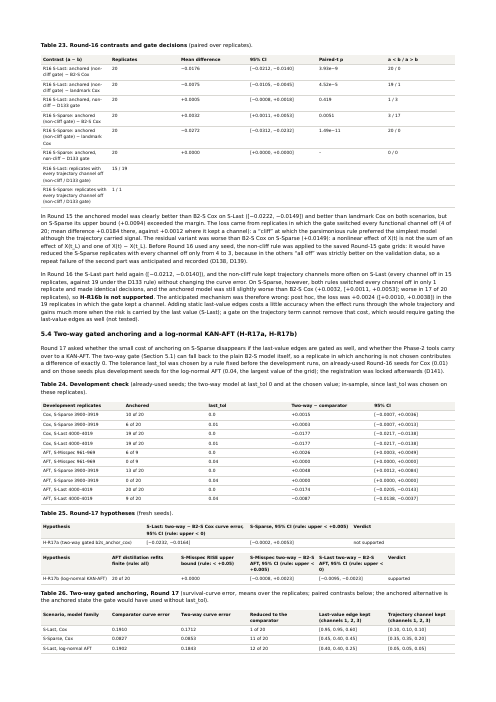 Table 23. Round-16 contrasts and gate decisions (paired over replicates).
Contrast (a − b) Replicates Mean difference 95% CI Paired-t p a < b / a > b
R16 S-Last: anchored (non-
cliff gate) − B2-S Cox 20 −0.0176 [−0.0212, −0.0140] 3.93e−9 20 / 0
R16 S-Last: anchored (non-
cliff gate) − landmark Cox 20 −0.0075 [−0.0105, −0.0045] 4.52e−5 19 / 1
R16 S-Last: anchored, non-
cliff − D133 gate 20 +0.0005 [−0.0008, +0.0018] 0.419 1 / 3
R16 S-Sparse: anchored
(non-cliff gate) − B2-S Cox 20 +0.0032 [+0.0011, +0.0053] 0.0051 3 / 17
R16 S-Sparse: anchored
(non-cliff gate) − landmark
Cox 20 −0.0272 [−0.0312, −0.0232] 1.49e−11 20 / 0
R16 S-Sparse: anchored,
non-cliff − D133 gate 20 +0.0000 [+0.0000, +0.0000] – 0 / 0
R16 S-Last: replicates with
every trajectory channel off
(non-cliff / D133 gate) 15 / 19
R16 S-Sparse: replicates with
every trajectory channel off
(non-cliff / D133 gate) 1 / 1
In Round 15 the anchored model was clearly better than B2-S Cox on S-Last ([−0.0222, −0.0149]) and better than landmark Cox on both scenarios, but
on S-Sparse its upper bound (+0.0094) exceeded the margin. The loss came from replicates in which the gate switched every functional channel off (4 of
20; mean difference +0.0184 there, against +0.0012 where it kept a channel): a “cliff” at which the parsimonious rule preferred the simplest model
although the trajectory carried signal. The residual variant was worse than B2-S Cox on S-Sparse (+0.0149): a nonlinear effect of X(t) is not the sum of an
effect of X(t_L) and one of X(t) − X(t_L). Before Round 16 used any seed, the non-cliff rule was applied to the saved Round-15 gate grids: it would have
reduced the S-Sparse replicates with every channel off only from 4 to 3, because in the others “all off” was strictly better on the validation data, so a
repeat failure of the second part was anticipated and recorded (D138, D139).
In Round 16 the S-Last part held again ([−0.0212, −0.0140]), and the non-cliff rule kept trajectory channels more often on S-Last (every channel off in 15
replicates, against 19 under the D133 rule) without changing the curve error. On S-Sparse, however, both rules switched every channel off in only 1
replicate and made identical decisions, and the anchored model was still slightly worse than B2-S Cox (+0.0032, [+0.0011, +0.0053]; worse in 17 of 20
replicates), so H-R16b is not supported. The anticipated mechanism was therefore wrong: post hoc, the loss was +0.0024 ([+0.0010, +0.0038]) in the
19 replicates in which the gate kept a channel. Adding static last-value edges costs a little accuracy when the effect runs through the whole trajectory and
gains much more when the risk is carried by the last value (S-Last); a gate on the trajectory term cannot remove that cost, which would require gating the
last-value edges as well (not tested).
5.4 Two-way gated anchoring and a log-normal KAN-AFT (H-R17a, H-R17b)
Round 17 asked whether the small cost of anchoring on S-Sparse disappears if the last-value edges are gated as well, and whether the Phase-2 tools carry
over to a KAN-AFT. The two-way gate (Section 5.1) can fall back to the plain B2-S model itself, so a replicate in which anchoring is not chosen contributes
a difference of exactly 0. The tolerance last_tol was chosen by a rule fixed before the development runs, on already-used Round-16 seeds for Cox (0.01)
and on those seeds plus development seeds for the log-normal AFT (0.04, the largest value of the grid); the registration was locked afterwards (D141).
Table 24. Development check (already-used seeds; the two-way model at last_tol 0 and at the chosen value; in-sample, since last_tol was chosen on
these replicates).
Development replicates Anchored last_tol Two-way − comparator 95% CI
Cox, S-Sparse 3900–3919 10 of 20 0.0 +0.0015 [−0.0007, +0.0036]
Cox, S-Sparse 3900–3919 6 of 20 0.01 +0.0003 [−0.0007, +0.0013]
Cox, S-Last 4000–4019 19 of 20 0.0 −0.0177 [−0.0217, −0.0138]
Cox, S-Last 4000–4019 19 of 20 0.01 −0.0177 [−0.0217, −0.0138]
AFT, S-Misspec 961–969 6 of 9 0.0 +0.0026 [+0.0003, +0.0049]
AFT, S-Misspec 961–969 0 of 9 0.04 +0.0000 [+0.0000, +0.0000]
AFT, S-Sparse 3900–3919 13 of 20 0.0 +0.0048 [+0.0012, +0.0084]
AFT, S-Sparse 3900–3919 0 of 20 0.04 +0.0000 [+0.0000, +0.0000]
AFT, S-Last 4000–4019 20 of 20 0.0 −0.0174 [−0.0205, −0.0143]
AFT, S-Last 4000–4019 9 of 20 0.04 −0.0087 [−0.0138, −0.0037]
Table 25. Round-17 hypotheses (fresh seeds).
Hypothesis S-Last: two-way − B2-S Cox curve error, S-Sparse, 95% CI (rule: upper < +0.005) Verdict
95% CI (rule: upper < 0)
H-R17a (two-way gated b2s_anchor_cox) [−0.0232, −0.0164] [−0.0002, +0.0053] not supported
Hypothesis AFT distillation refits S-Misspec RISE upper S-Misspec two-way − B2-S S-Last two-way − B2-S Verdict
finite (rule: all) bound (rule: < +0.05) AFT, 95% CI (rule: upper < AFT, 95% CI (rule: upper <
+0.005) 0)
H-R17b (log-normal KAN-AFT) 20 of 20 +0.0000 [−0.0008, +0.0023] [−0.0095, −0.0023] supported
Table 26. Two-way gated anchoring, Round 17 (survival-curve error, means over the replicates; paired contrasts below; the anchored alternative is
the anchored state the gate would have used without last_tol).
Scenario, model family Comparator curve error Two-way curve error Reduced to the Last-value edge kept Trajectory channel kept
comparator (channels 1, 2, 3) (channels 1, 2, 3)
S-Last, Cox 0.1910 0.1712 1 of 20 [0.95, 0.95, 0.60] [0.10, 0.10, 0.10]
S-Sparse, Cox 0.0827 0.0853 11 of 20 [0.45, 0.40, 0.45] [0.35, 0.35, 0.20]
S-Last, log-normal AFT 0.1902 0.1843 12 of 20 [0.40, 0.40, 0.25] [0.05, 0.05, 0.05]